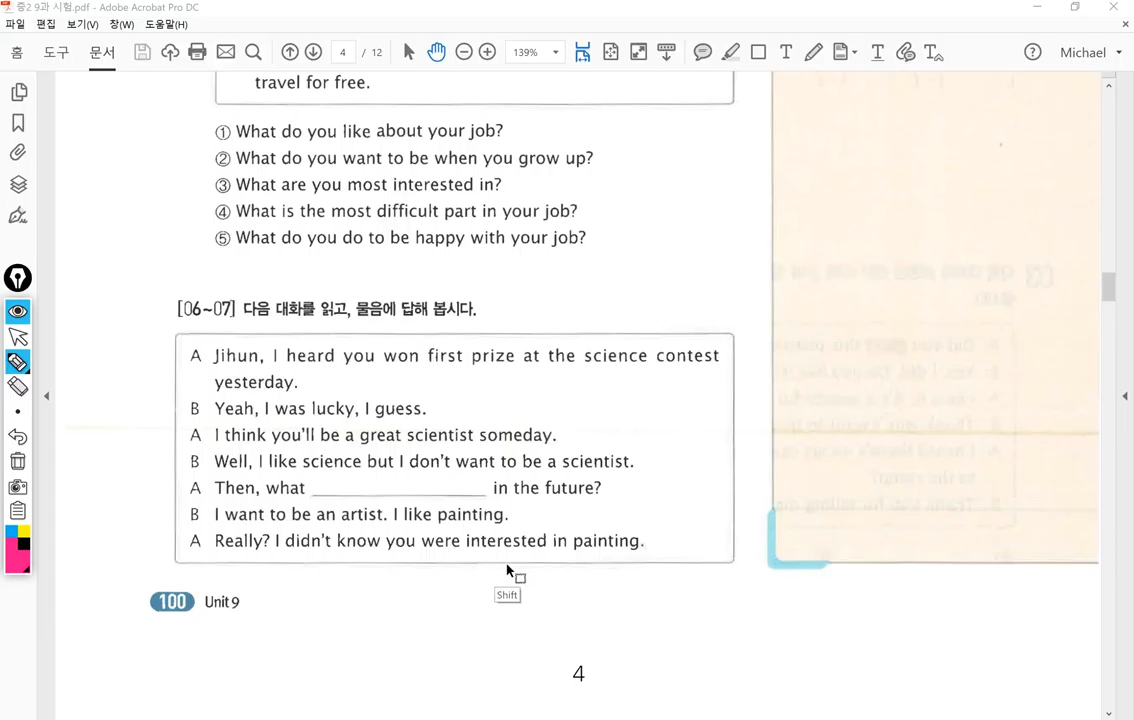 중2 9과 시험.pdf - Adobe Acrobat Pro DC
파일 편집 보기(V) 창(W) 도움말(H)
홈 도구 문서 4 / 12 139% Michael
travel for free.
① What do you like about your job?
② What do you want to be when you grow up?
③ What are you most interested in?
④ What is the most difficult part in your job?
⑤ What do you do to be happy with your job?
[06~07] 다음 대화를 읽고, 물음에 답해 봅시다.
A Jihun, I heard you won first prize at the science contest
yesterday.
B Yeah, I was lucky, I guess.
A I think you'll be a great scientist someday.
B Well, I like science but I don't want to be a scientist.
A Then, what ____________________ in the future?
B I want to be an artist. I like painting.
A Really? I didn't know you were interested in painting.
Shift
100 Unit 9
4